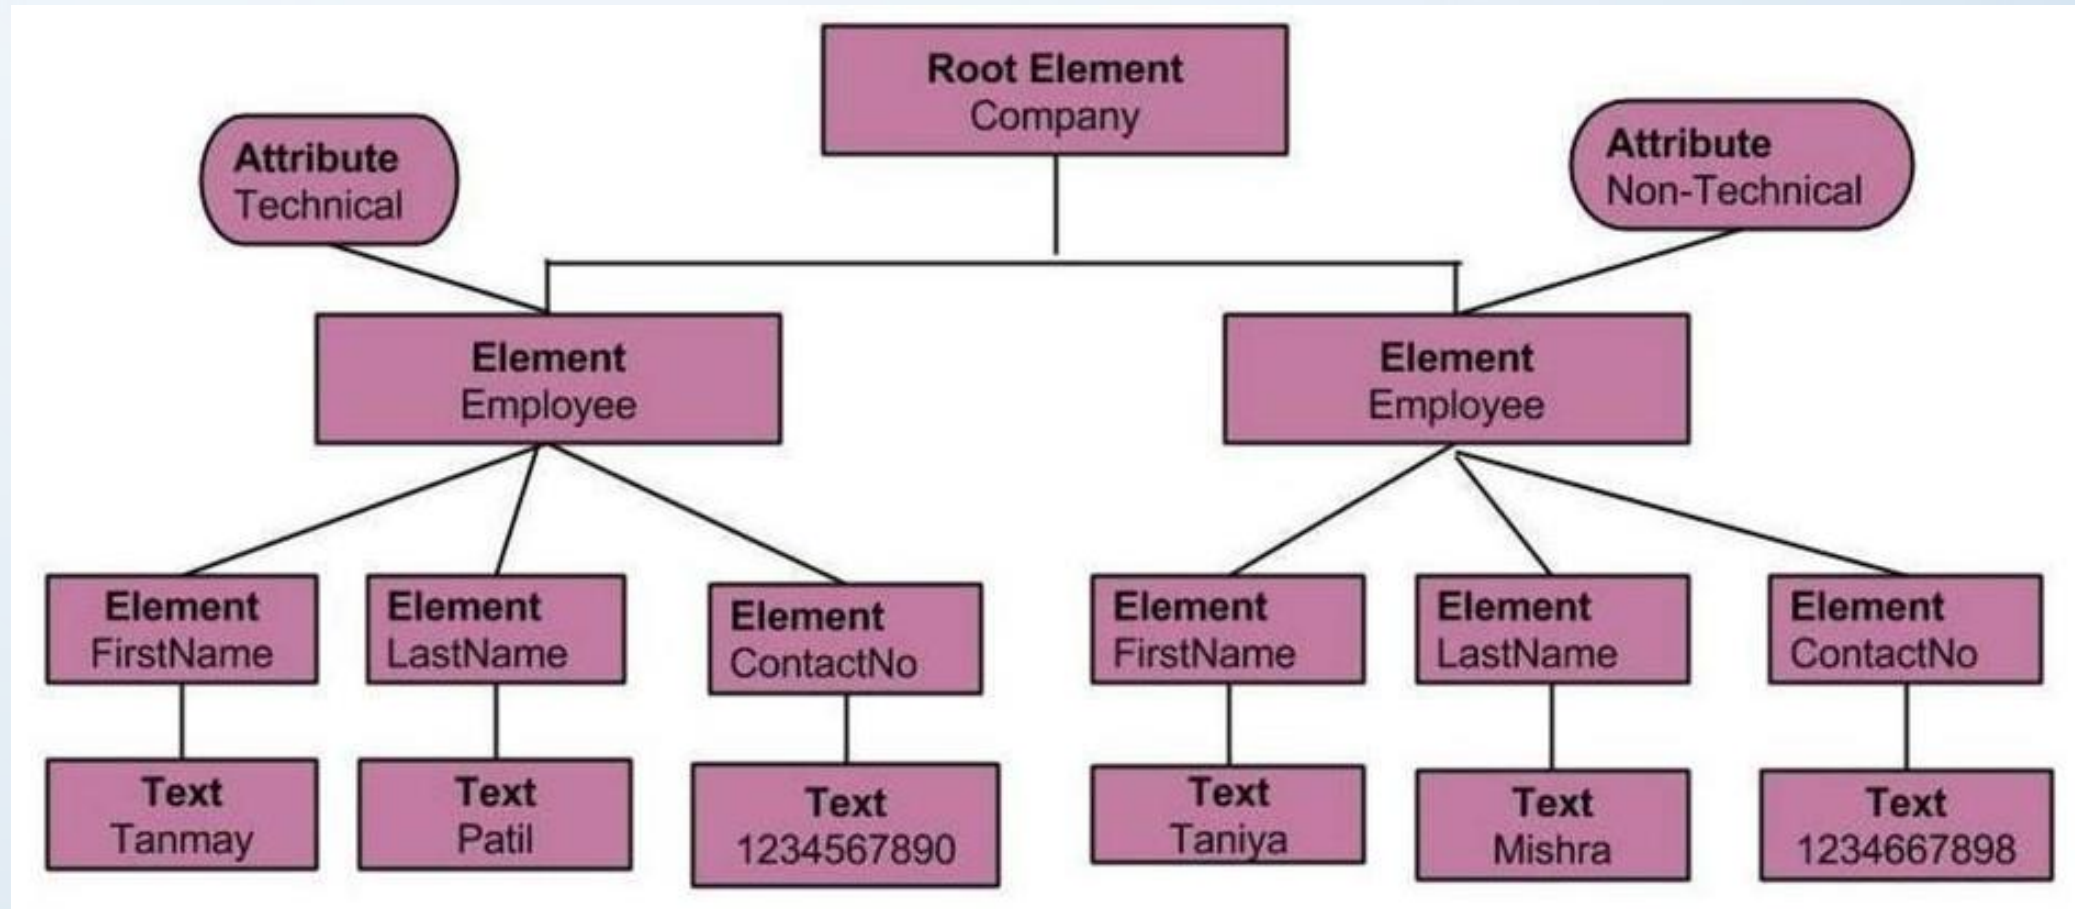 Root Element
Company
Attribute
Technical
Attribute
Non-Technical
Element
Employee
Element
Employee
Element
FirstName
Element
LastName
Element
ContactNo
Element
FirstName
Element
LastName
Element
ContactNo
Text
Tanmay
Text
Patil
Text
1234567890
Text
Taniya
Text
Mishra
Text
1234667898